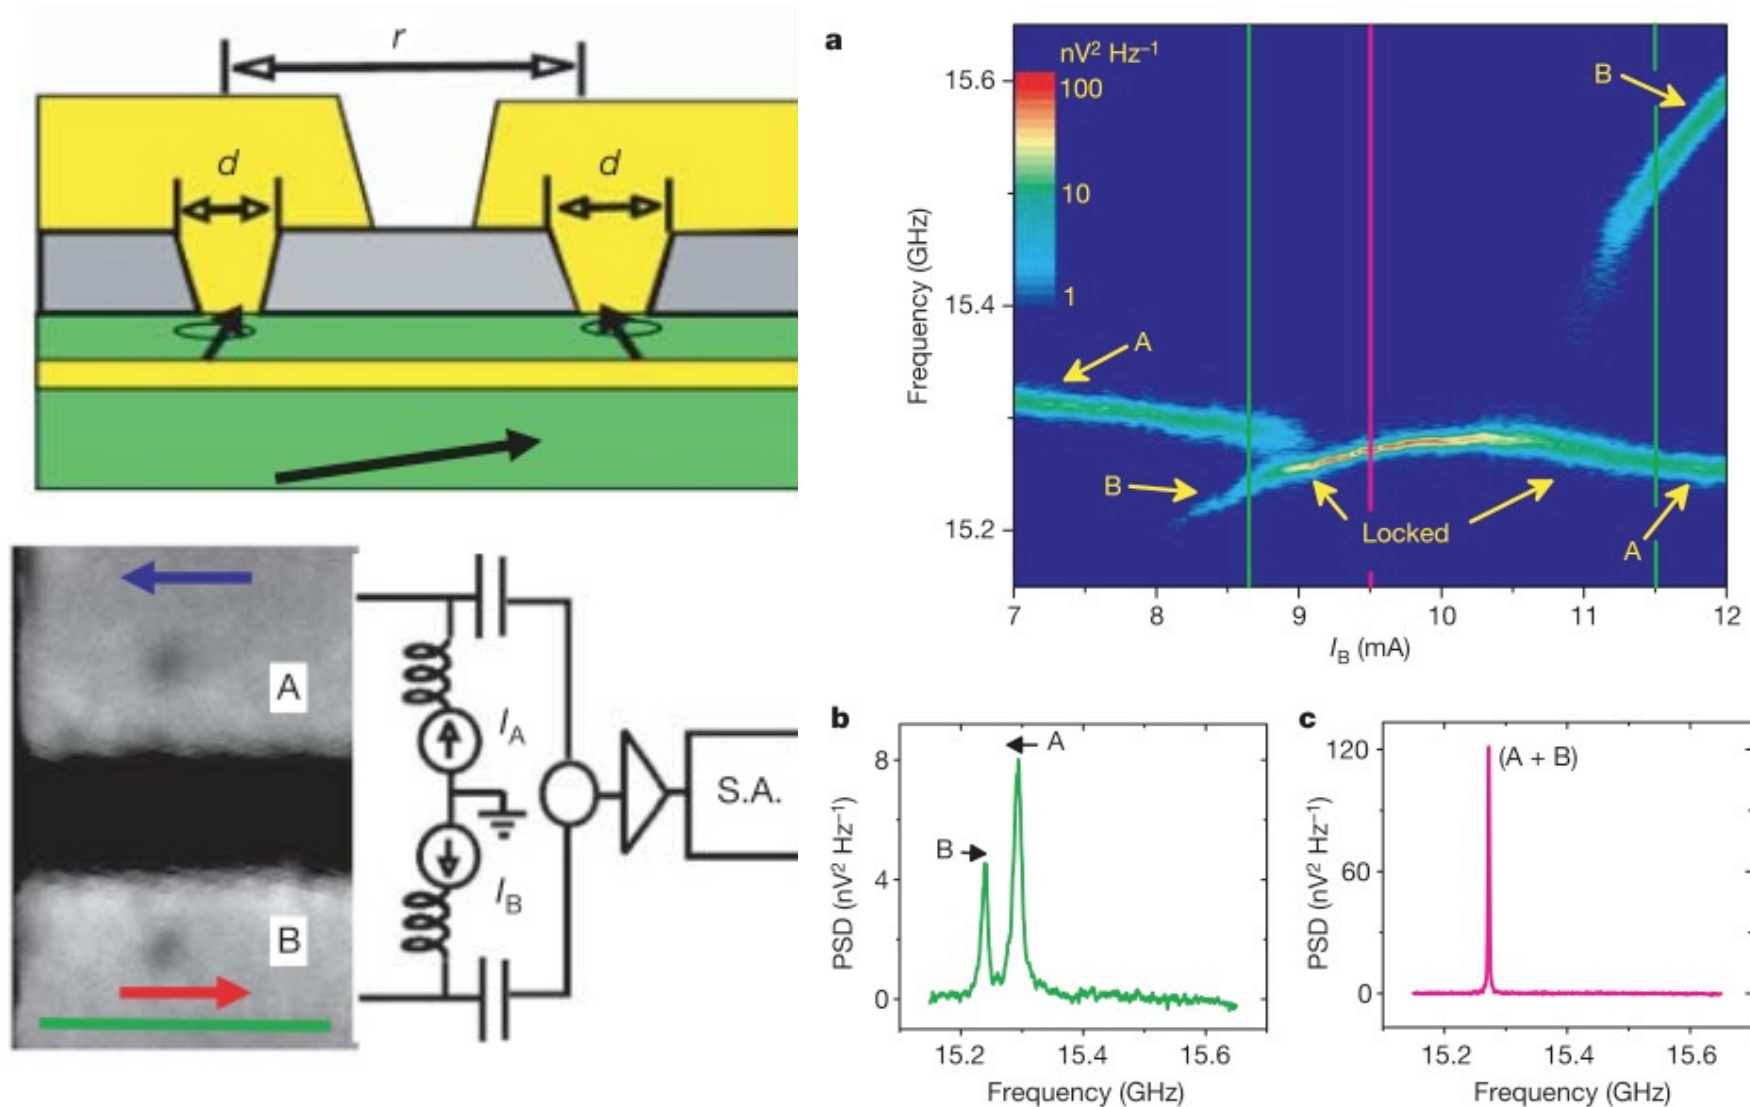 r
d
d
A
B
I_A
I_B
S.A.
a
nV² Hz⁻¹
100
10
1
15.6
15.4
15.2
Frequency (GHz)
B
A
B
Locked
A
7
8
9
10
11
12
I_B (mA)
b
A
B
8
4
0
PSD (nV² Hz⁻¹)
15.2
15.4
15.6
Frequency (GHz)
c
(A + B)
120
60
0
PSD (nV² Hz⁻¹)
15.2
15.4
15.6
Frequency (GHz)